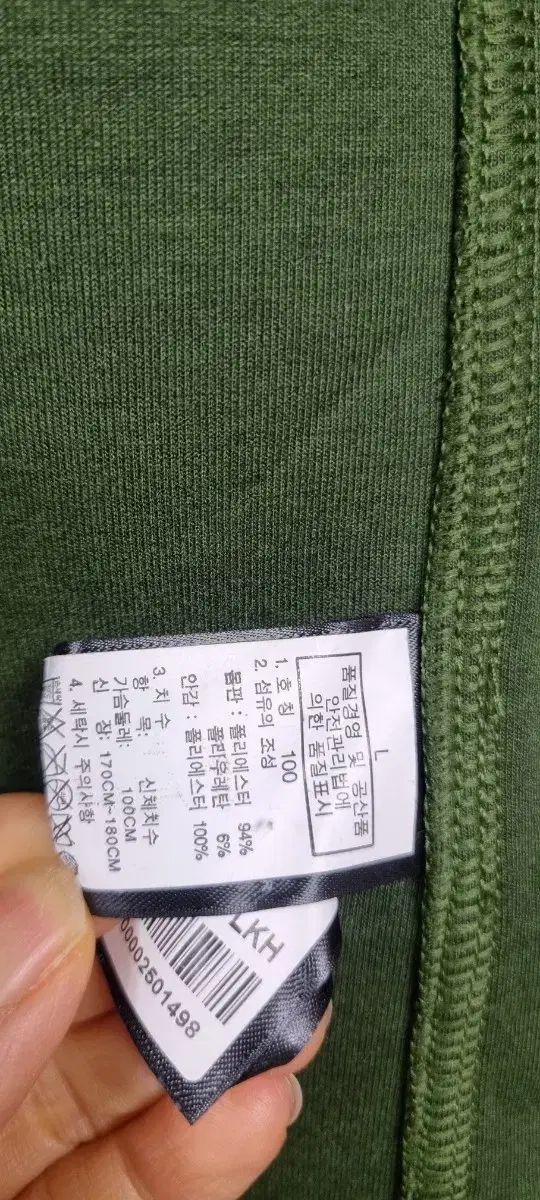 L
품질경영 및 공산품
안전관리법에
의한 품질표시
1. 호 칭 100
2. 섬유의 조성
몸판 : 폴리에스터 94%
폴리우레탄 6%
안감 : 폴리에스터 100%
3. 치 수
항 목: 신체치수
가슴둘레: 100CM
신 장: 170CM~180CM
4. 세탁시 주의사항
LKH
00002501498